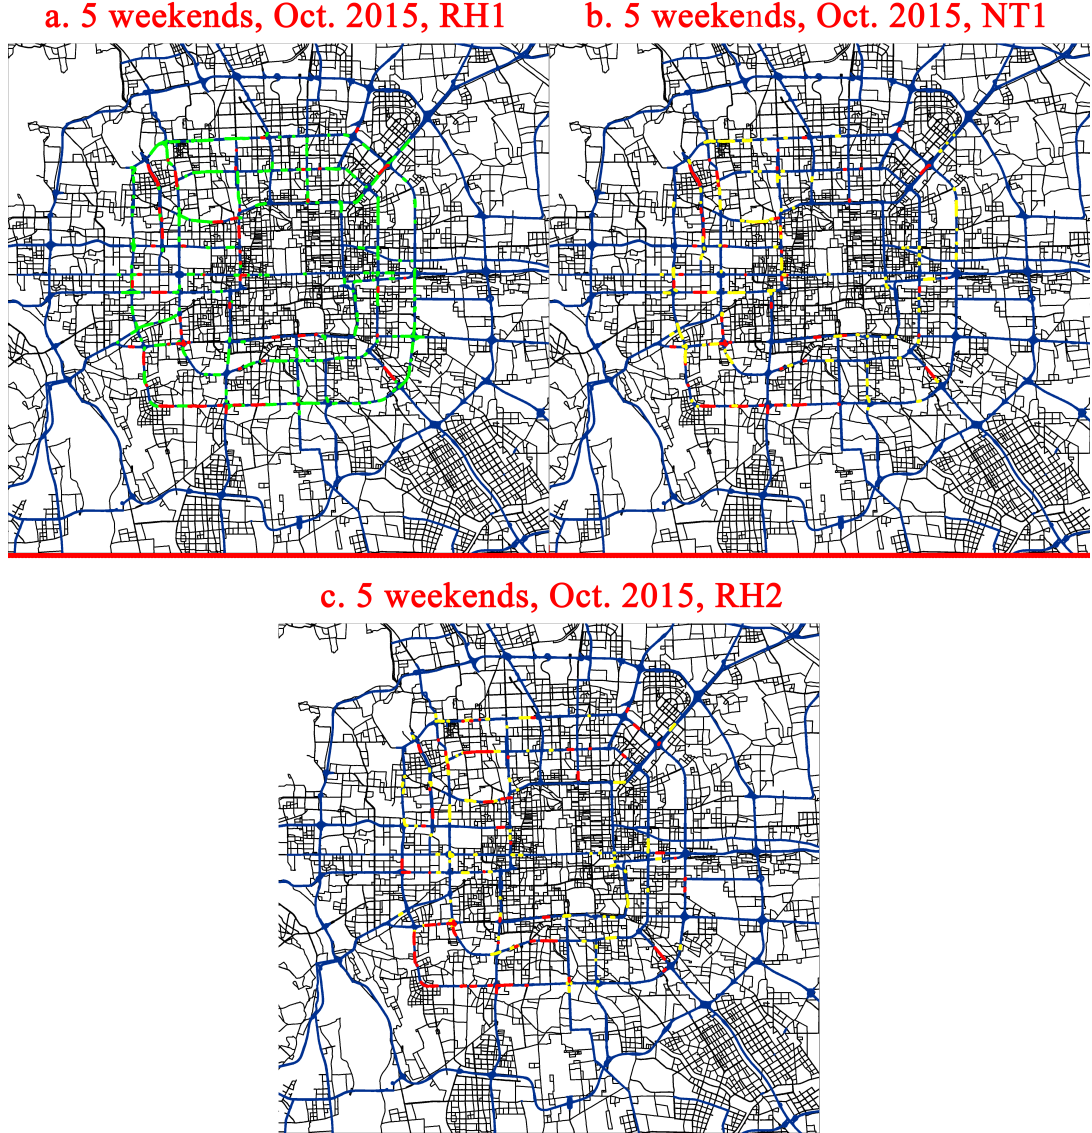 a. 5 weekends, Oct. 2015, RH1
b. 5 weekends, Oct. 2015, NT1
c. 5 weekends, Oct. 2015, RH2